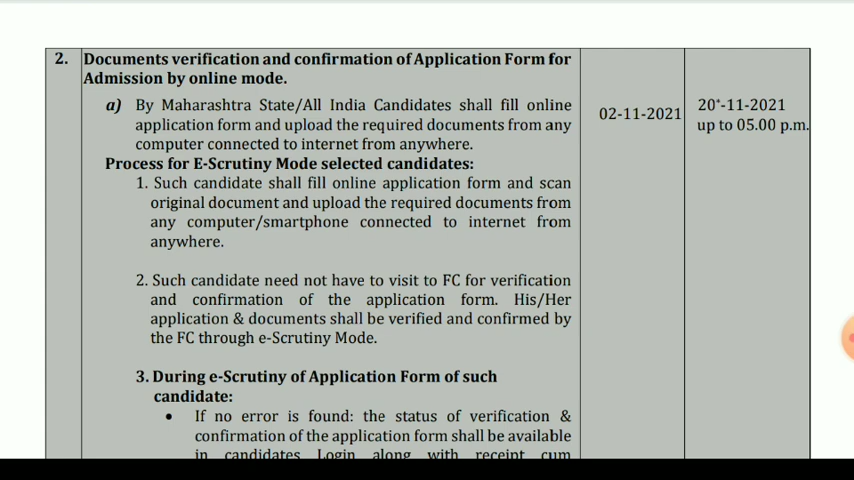 2. Documents verification and confirmation of Application Form for
Admission by online mode.
a) By Maharashtra State/All India Candidates shall fill online
application form and upload the required documents from any
computer connected to internet from anywhere.
02-11-2021
20*-11-2021
up to 05.00 p.m.
Process for E-Scrutiny Mode selected candidates:
1. Such candidate shall fill online application form and scan
original document and upload the required documents from
any computer/smartphone connected to internet from
anywhere.
2. Such candidate need not have to visit to FC for verification
and confirmation of the application form. His/Her
application & documents shall be verified and confirmed by
the FC through e-Scrutiny Mode.
3. During e-Scrutiny of Application Form of such
candidate:
• If no error is found: the status of verification &
confirmation of the application form shall be available
in candidates Login along with receipt cum